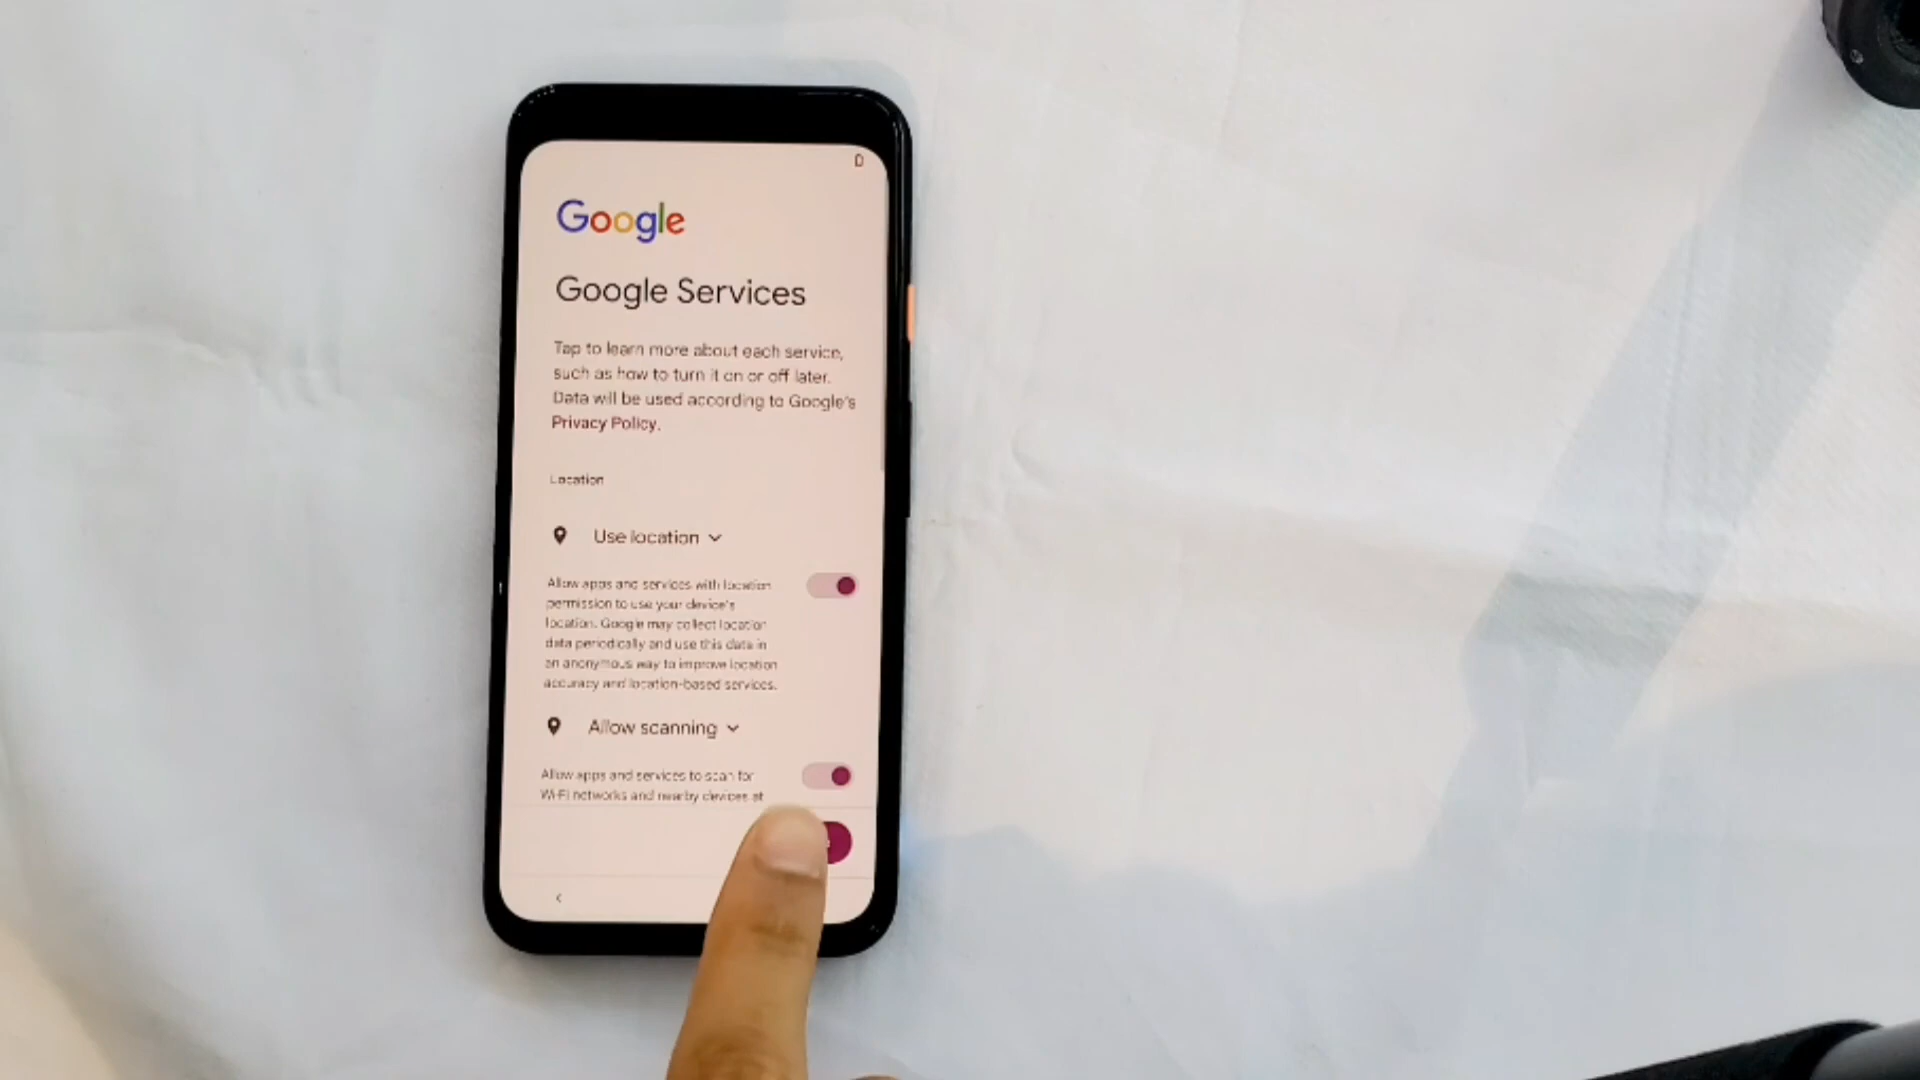 Google
Google Services
Tap to learn more about each service,
such as how to turn it on or off later.
Data will be used according to Google's
Privacy Policy.
Location
Use location
Allow apps and services with location
permission to use your device's
location. Google may collect location
data periodically and use this data in
an anonymous way to improve location
accuracy and location-based services.
Allow scanning
Allow apps and services to scan for
Wi-Fi networks and nearby devices at